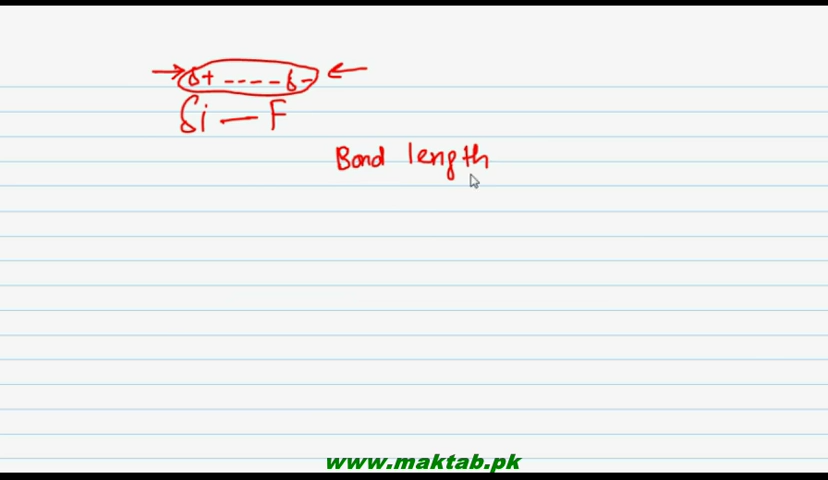 δ+ ---- δ-
Si — F
Bond length
www.maktab.pk